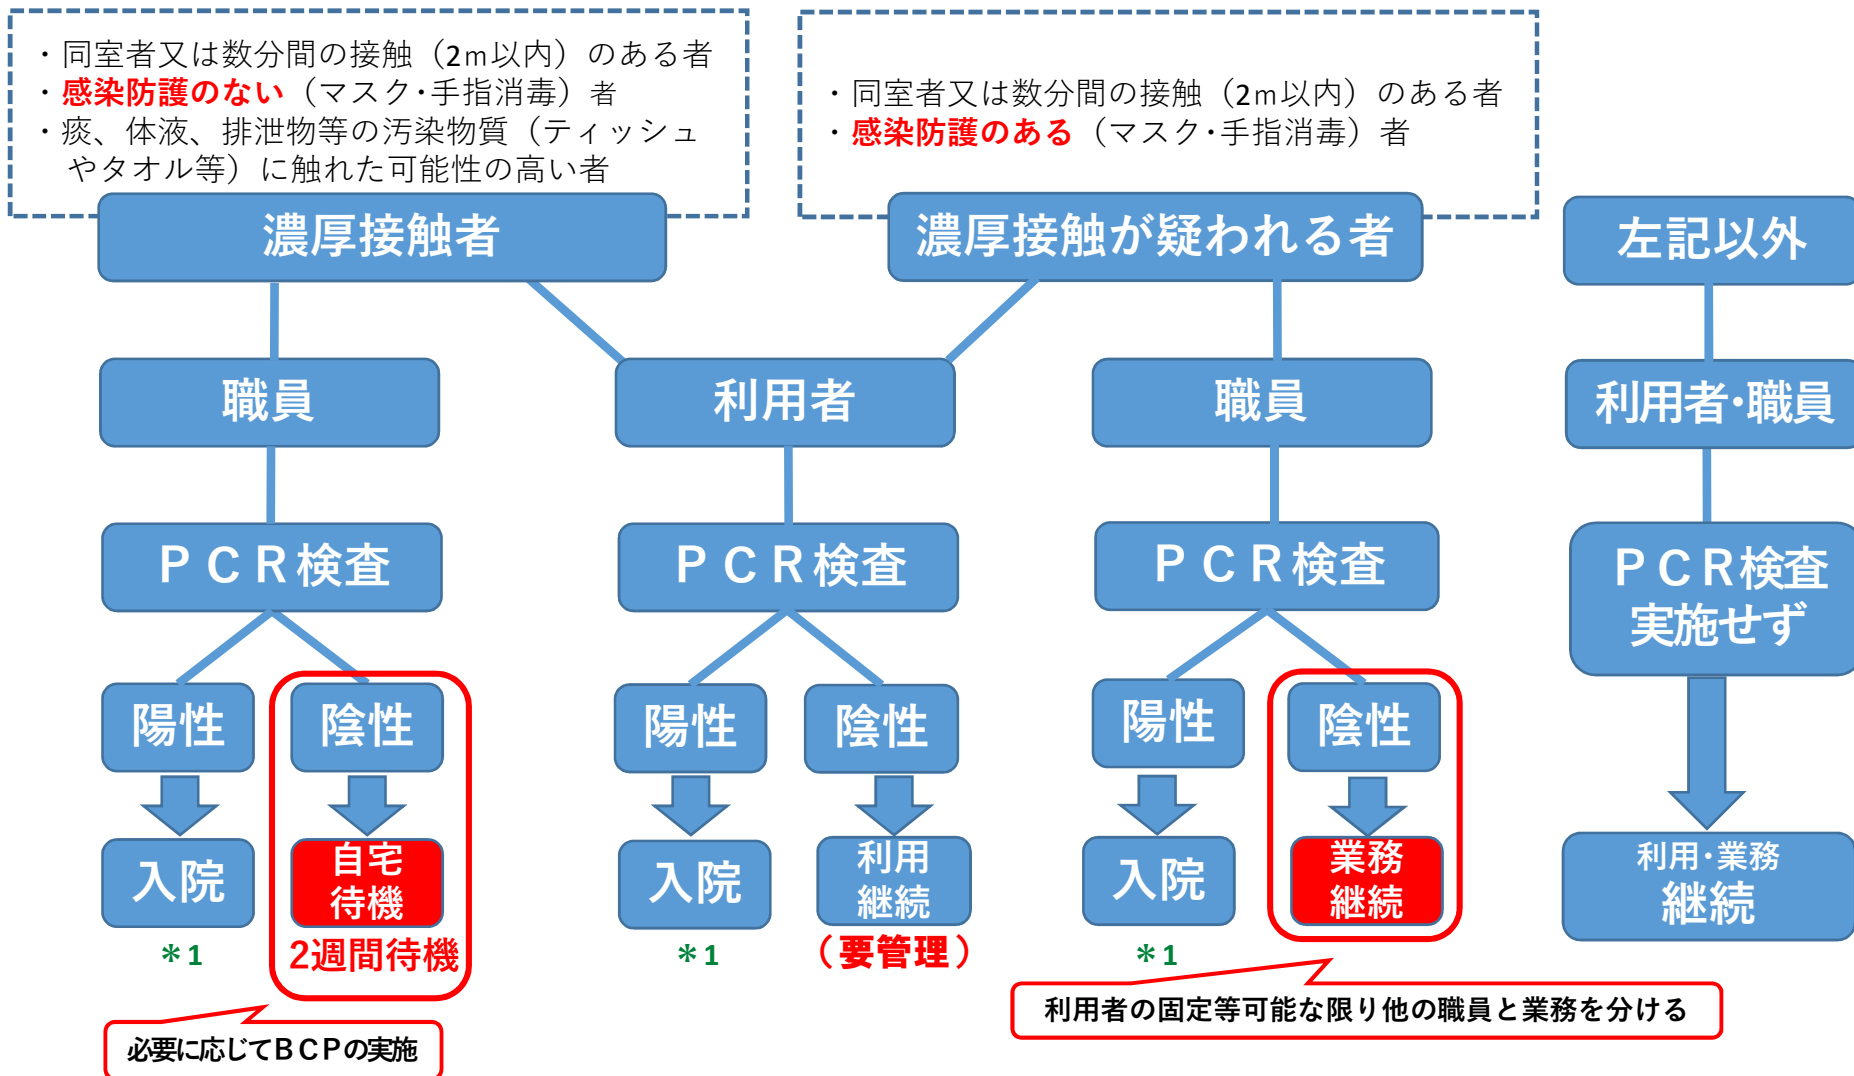 ・同室者又は数分間の接触（2ｍ以内）のある者
・感染防護のない（マスク・手指消毒）者
・痰、体液、排泄物等の汚染物質（ティッシュ
やタオル等）に触れた可能性の高い者
・同室者又は数分間の接触（2ｍ以内）のある者
・感染防護のある（マスク・手指消毒）者
濃厚接触者
濃厚接触が疑われる者
左記以外
職員
利用者
職員
利用者・職員
ＰＣＲ検査
ＰＣＲ検査
ＰＣＲ検査
ＰＣＲ検査
実施せず
陽性
陰性
陽性
陰性
陽性
陰性
入院
自宅
待機
入院
利用
継続
入院
業務
継続
利用・業務
継続
＊1
2週間待機
＊1
（要管理）
＊1
利用者の固定等可能な限り他の職員と業務を分ける
必要に応じてＢＣＰの実施